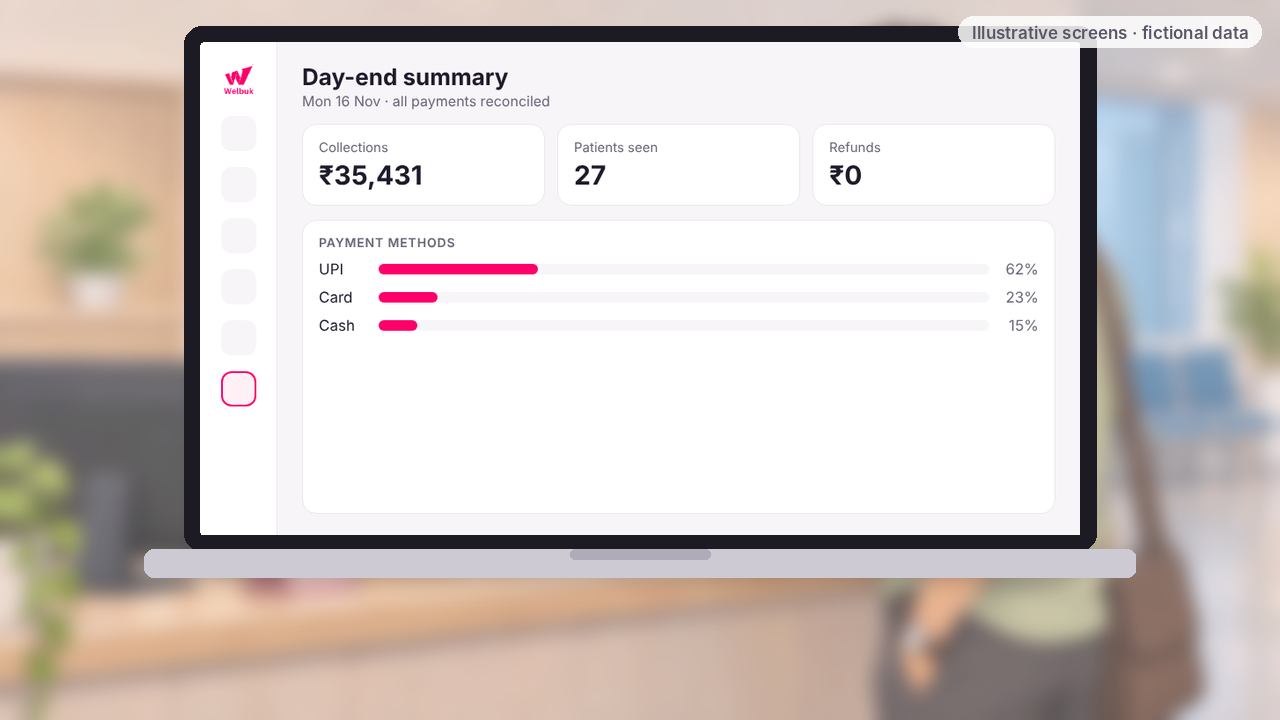 Illustrative screens · fictional data
Welbuk
Day-end summary
Mon 16 Nov · all payments reconciled
Collections
₹35,431
Patients seen
27
Refunds
₹0
PAYMENT METHODS
UPI 62%
Card 23%
Cash 15%